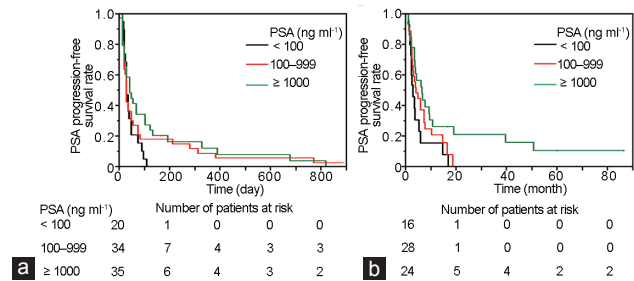 PSA progression-free survival rate
1.0
0.8
0.6
0.4
0.2
0
PSA (ng ml-1)
< 100
100–999
≥ 1000
0 200 400 600 800
Time (day)
PSA (ng ml-1) Number of patients at risk
< 100 20 1 0 0 0
100–999 34 7 4 3 3
≥ 1000 35 6 4 3 2
a
PSA progression-free survival rate
1.0
0.8
0.6
0.4
0.2
0
PSA (ng ml-1)
< 100
100–999
≥ 1000
0 20 40 60 80
Time (month)
Number of patients at risk
16 1 0 0 0
28 1 0 0 0
24 5 4 2 2
b